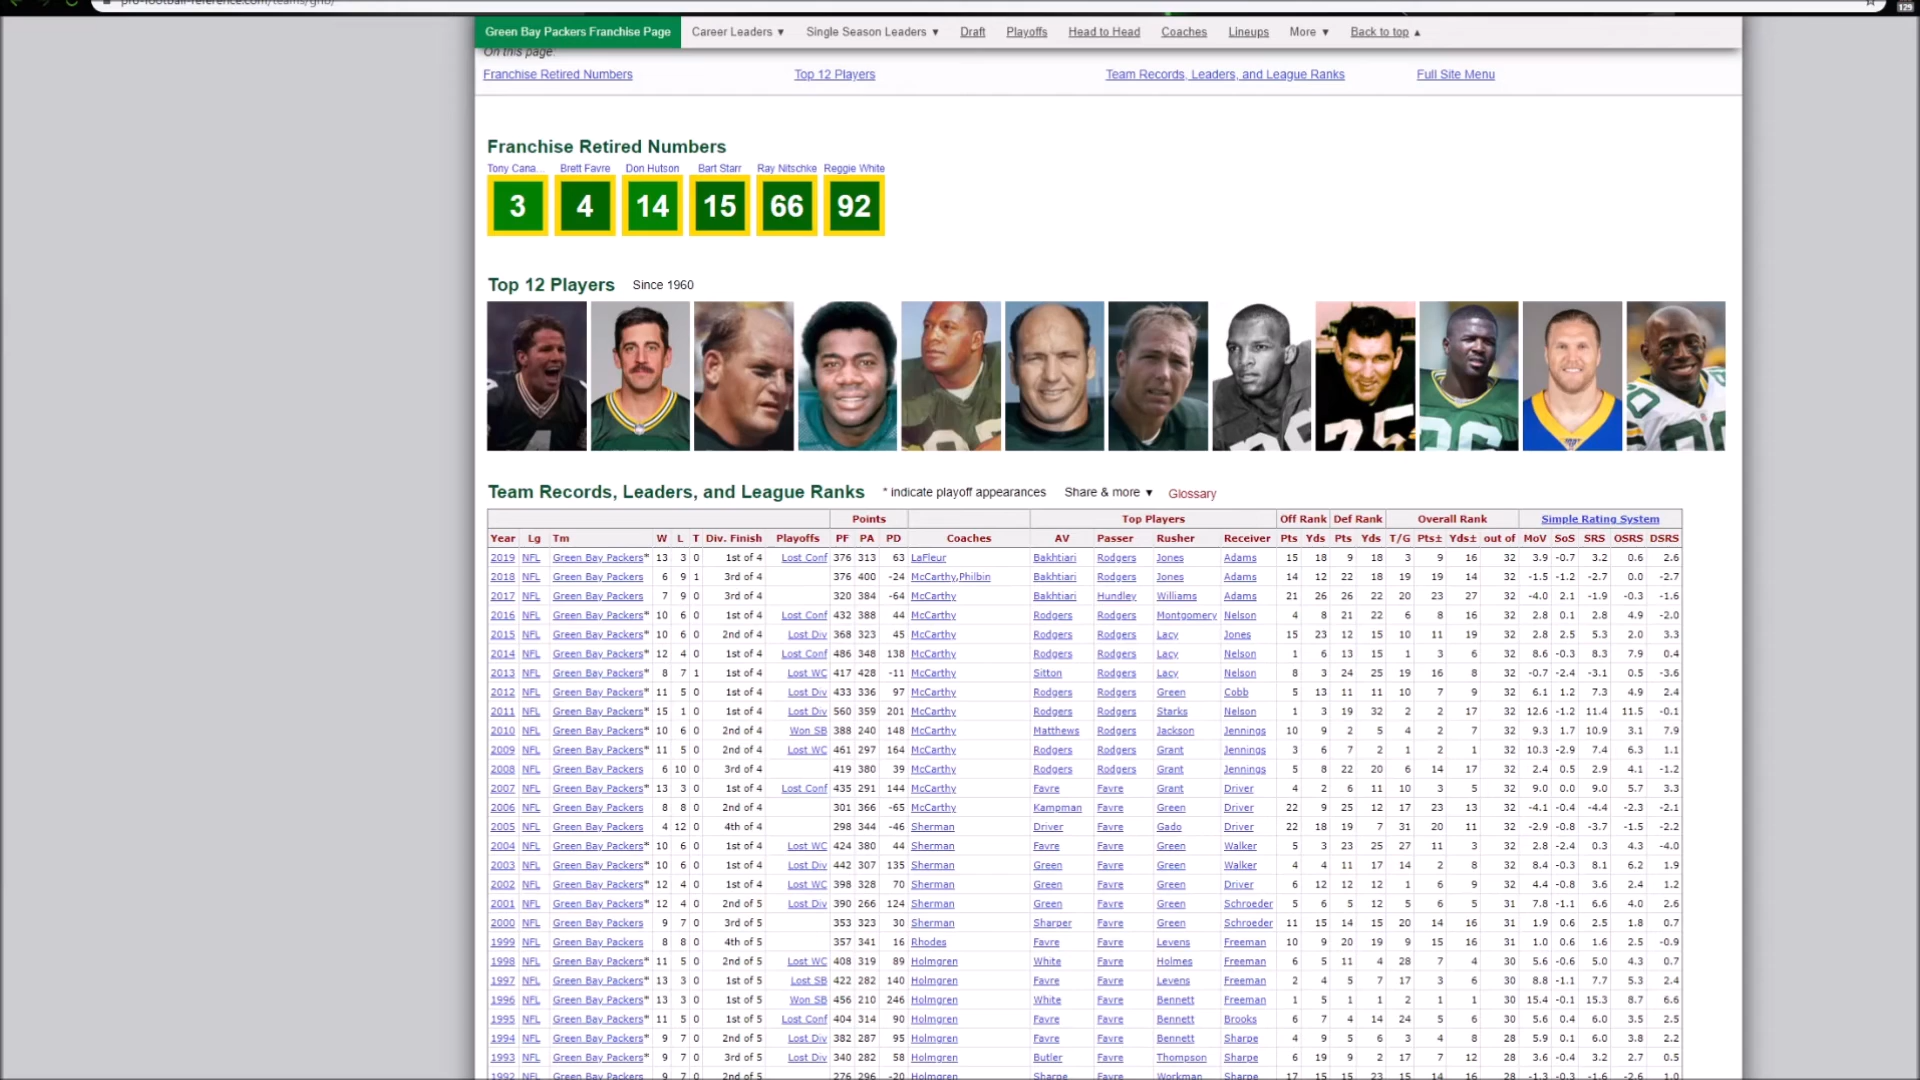 pro-football-reference.com/teams/gnb/
129
Green Bay Packers Franchise Page Career Leaders ▼ Single Season Leaders ▼ Draft Playoffs Head to Head Coaches Lineups More ▼ Back to top ▲
On this page:
Franchise Retired Numbers Top 12 Players Team Records, Leaders, and League Ranks Full Site Menu
Franchise Retired Numbers
Tony Cana... Brett Favre Don Hutson Bart Starr Ray Nitschke Reggie White
3 4 14 15 66 92
Top 12 Players Since 1960
Team Records, Leaders, and League Ranks * indicate playoff appearances Share & more ▼ Glossary
Points Top Players Off Rank Def Rank Overall Rank Simple Rating System
Year Lg Tm W L T Div. Finish Playoffs PF PA PD Coaches AV Passer Rusher Receiver Pts Yds Pts Yds T/G Pts± Yds± out of MoV SoS SRS OSRS DSRS
2019 NFL Green Bay Packers* 13 3 0 1st of 4 Lost Conf 376 313 63 LaFleur Bakhtiari Rodgers Jones Adams 15 18 9 18 3 9 16 32 3.9 -0.7 3.2 0.6 2.6
2018 NFL Green Bay Packers 6 9 1 3rd of 4 376 400 -24 McCarthy,Philbin Bakhtiari Rodgers Jones Adams 14 12 22 18 19 19 14 32 -1.5 -1.2 -2.7 0.0 -2.7
2017 NFL Green Bay Packers 7 9 0 3rd of 4 320 384 -64 McCarthy Bakhtiari Hundley Williams Adams 21 26 26 22 20 23 27 32 -4.0 2.1 -1.9 -0.3 -1.6
2016 NFL Green Bay Packers* 10 6 0 1st of 4 Lost Conf 432 388 44 McCarthy Rodgers Rodgers Montgomery Nelson 4 8 21 22 6 8 16 32 2.8 0.1 2.8 4.9 -2.0
2015 NFL Green Bay Packers* 10 6 0 2nd of 4 Lost Div 368 323 45 McCarthy Rodgers Rodgers Lacy Jones 15 23 12 15 10 11 19 32 2.8 2.5 5.3 2.0 3.3
2014 NFL Green Bay Packers* 12 4 0 1st of 4 Lost Conf 486 348 138 McCarthy Rodgers Rodgers Lacy Nelson 1 6 13 15 1 3 6 32 8.6 -0.3 8.3 7.9 0.4
2013 NFL Green Bay Packers* 8 7 1 1st of 4 Lost WC 417 428 -11 McCarthy Sitton Rodgers Lacy Nelson 8 3 24 25 19 16 8 32 -0.7 -2.4 -3.1 0.5 -3.6
2012 NFL Green Bay Packers* 11 5 0 1st of 4 Lost Div 433 336 97 McCarthy Rodgers Rodgers Green Cobb 5 13 11 11 10 7 9 32 6.1 1.2 7.3 4.9 2.4
2011 NFL Green Bay Packers* 15 1 0 1st of 4 Lost Div 560 359 201 McCarthy Rodgers Rodgers Starks Nelson 1 3 19 32 2 2 17 32 12.6 -1.2 11.4 11.5 -0.1
2010 NFL Green Bay Packers* 10 6 0 2nd of 4 Won SB 388 240 148 McCarthy Matthews Rodgers Jackson Jennings 10 9 2 5 4 2 7 32 9.3 1.7 10.9 3.1 7.9
2009 NFL Green Bay Packers* 11 5 0 2nd of 4 Lost WC 461 297 164 McCarthy Rodgers Rodgers Grant Jennings 3 6 7 2 1 2 1 32 10.3 -2.9 7.4 6.3 1.1
2008 NFL Green Bay Packers 6 10 0 3rd of 4 419 380 39 McCarthy Rodgers Rodgers Grant Jennings 5 8 22 20 6 14 17 32 2.4 0.5 2.9 4.1 -1.2
2007 NFL Green Bay Packers* 13 3 0 1st of 4 Lost Conf 435 291 144 McCarthy Favre Favre Grant Driver 4 2 6 11 10 3 5 32 9.0 0.0 9.0 5.7 3.3
2006 NFL Green Bay Packers 8 8 0 2nd of 4 301 366 -65 McCarthy Kampman Favre Green Driver 22 9 25 12 17 23 13 32 -4.1 -0.4 -4.4 -2.3 -2.1
2005 NFL Green Bay Packers 4 12 0 4th of 4 298 344 -46 Sherman Driver Favre Gado Driver 22 18 19 7 31 20 11 32 -2.9 -0.8 -3.7 -1.5 -2.2
2004 NFL Green Bay Packers* 10 6 0 1st of 4 Lost WC 424 380 44 Sherman Favre Favre Green Walker 5 3 23 25 27 11 3 32 2.8 -2.4 0.3 4.3 -4.0
2003 NFL Green Bay Packers* 10 6 0 1st of 4 Lost Div 442 307 135 Sherman Green Favre Green Walker 4 4 11 17 14 2 8 32 8.4 -0.3 8.1 6.2 1.9
2002 NFL Green Bay Packers* 12 4 0 1st of 4 Lost WC 398 328 70 Sherman Green Favre Green Driver 6 12 12 12 1 6 9 32 4.4 -0.8 3.6 2.4 1.2
2001 NFL Green Bay Packers* 12 4 0 2nd of 5 Lost Div 390 266 124 Sherman Green Favre Green Schroeder 5 6 5 12 6 6 5 31 7.8 -1.1 6.6 4.0 2.6
2000 NFL Green Bay Packers 9 7 0 3rd of 5 353 323 30 Sherman Sharper Favre Green Schroeder 11 15 14 15 20 14 16 31 1.9 0.6 2.5 1.8 0.7
1999 NFL Green Bay Packers 8 8 0 4th of 5 357 341 16 Rhodes Favre Favre Levens Freeman 10 9 20 19 9 15 16 31 1.0 0.6 1.6 2.5 -0.9
1998 NFL Green Bay Packers* 11 5 0 2nd of 5 Lost WC 408 319 89 Holmgren White Favre Holmes Freeman 6 5 11 4 28 7 4 30 5.6 -0.6 5.0 4.3 0.7
1997 NFL Green Bay Packers* 13 3 0 1st of 5 Lost SB 422 282 140 Holmgren Favre Favre Levens Freeman 2 4 5 7 17 3 6 30 8.8 -1.1 7.7 5.3 2.4
1996 NFL Green Bay Packers* 13 3 0 1st of 5 Won SB 456 210 246 Holmgren White Favre Bennett Freeman 1 5 1 1 2 1 1 30 15.4 -0.1 15.3 8.7 6.6
1995 NFL Green Bay Packers* 11 5 0 1st of 5 Lost Conf 404 314 90 Holmgren Favre Favre Bennett Brooks 6 7 4 14 24 5 6 30 5.6 0.4 6.0 3.5 2.5
1994 NFL Green Bay Packers* 9 7 0 2nd of 5 Lost Div 382 287 95 Holmgren Favre Favre Bennett Sharpe 4 9 5 6 3 4 8 28 5.9 0.1 6.0 3.8 2.2
1993 NFL Green Bay Packers* 9 7 0 3rd of 5 Lost Div 340 282 58 Holmgren Butler Favre Thompson Sharpe 6 19 9 2 17 7 12 28 3.6 -0.4 3.2 2.7 0.5
1992 NFL Green Bay Packers 9 7 0 2nd of 5 276 296 -20 Holmgren Sharpe Favre Workman Sharpe 17 15 15 23 15 14 16 28 -1.3 -0.3 -1.6 -2.6 1.0